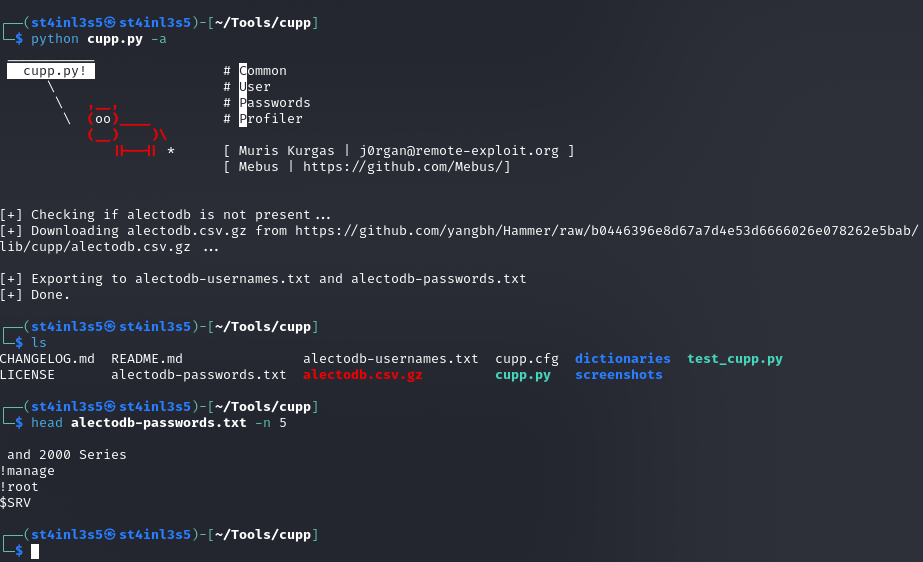 ┌──(st4inl3s5㉿st4inl3s5)-[~/Tools/cupp]
└─$ python cupp.py -a
 ___________
   cupp.py!                 # Common
      \                     # User
       \   ,__,             # Passwords
        \  (oo)____         # Profiler
           (__)    )\
              ||--|| *      [ Muris Kurgas | j0rgan@remote-exploit.org ]
                            [ Mebus | https://github.com/Mebus/]
[+] Checking if alectodb is not present...
[+] Downloading alectodb.csv.gz from https://github.com/yangbh/Hammer/raw/b0446396e8d67a7d4e53d6666026e078262e5bab/
lib/cupp/alectodb.csv.gz ...
[+] Exporting to alectodb-usernames.txt and alectodb-passwords.txt
[+] Done.
┌──(st4inl3s5㉿st4inl3s5)-[~/Tools/cupp]
└─$ ls
CHANGELOG.md  README.md               alectodb-usernames.txt  cupp.cfg  dictionaries  test_cupp.py
LICENSE       alectodb-passwords.txt  alectodb.csv.gz         cupp.py   screenshots
┌──(st4inl3s5㉿st4inl3s5)-[~/Tools/cupp]
└─$ head alectodb-passwords.txt -n 5
 and 2000 Series
!manage
!root
$SRV
┌──(st4inl3s5㉿st4inl3s5)-[~/Tools/cupp]
└─$